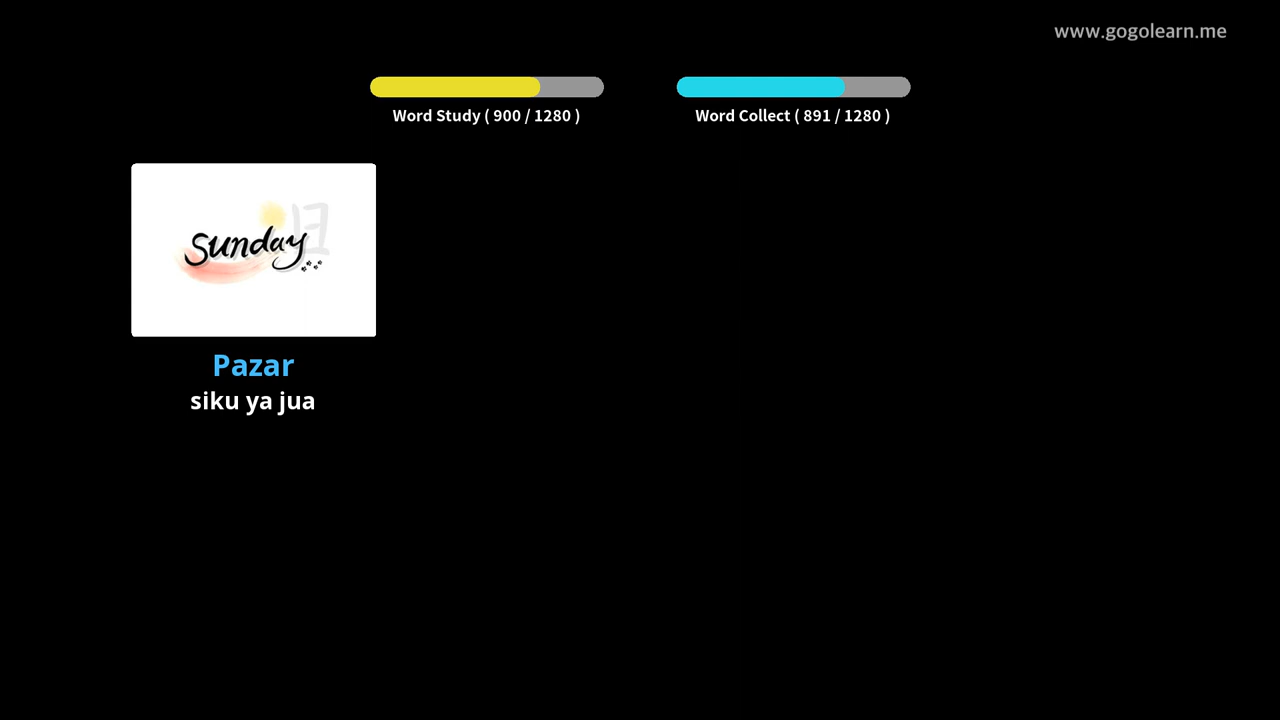 www.gogolearn.me
Word Study ( 900 / 1280 )
Word Collect ( 891 / 1280 )
Sunday
Pazar
siku ya jua